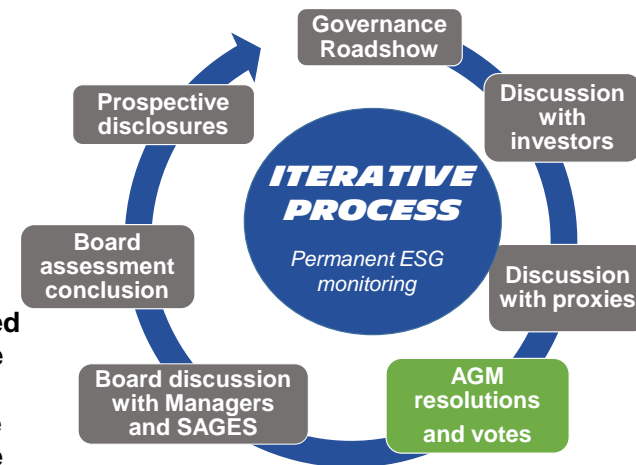 Governance
Roadshow
Discussion
with
investors
Discussion
with proxies
AGM
resolutions
and votes
Board discussion
with Managers
and SAGES
Board
assessment
conclusion
Prospective
disclosures
ITERATIVE
PROCESS
Permanent ESG
monitoring